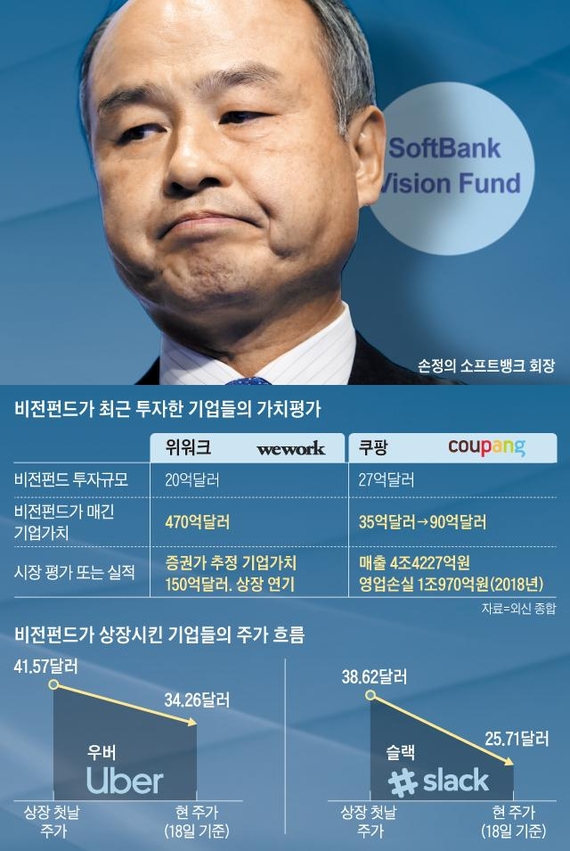 SoftBank
Vision Fund
손정의 소프트뱅크 회장
비전펀드가 최근 투자한 기업들의 가치평가
위워크 wework 쿠팡 coupang
비전펀드 투자규모 20억달러 27억달러
비전펀드가 매긴
기업가치 470억달러 35억달러→90억달러
시장 평가 또는 실적 증권가 추정 기업가치
150억달러. 상장 연기 매출 4조4227억원
영업손실 1조970억원(2018년)
자료=외신 종합
비전펀드가 상장시킨 기업들의 주가 흐름
41.57달러
34.26달러
우버
Uber
상장 첫날
주가
현 주가
(18일 기준)
38.62달러
25.71달러
슬랙
slack
상장 첫날
주가
현 주가
(18일 기준)